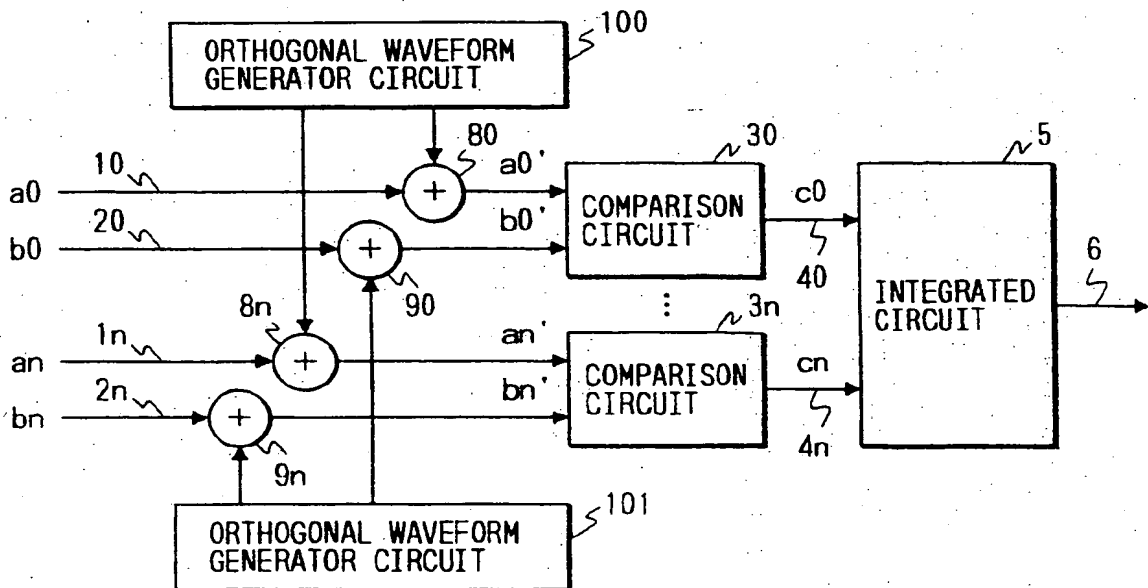 100
ORTHOGONAL WAVEFORM
GENERATOR CIRCUIT
80
30
5
10
a0
+
a0'
COMPARISON
CIRCUIT
c0
20
b0
+
b0'
40
6
90
INTEGRATED
CIRCUIT
8n
...
3n
1n
an
+
an'
COMPARISON
CIRCUIT
cn
2n
bn
+
bn'
4n
9n
101
ORTHOGONAL WAVEFORM
GENERATOR CIRCUIT